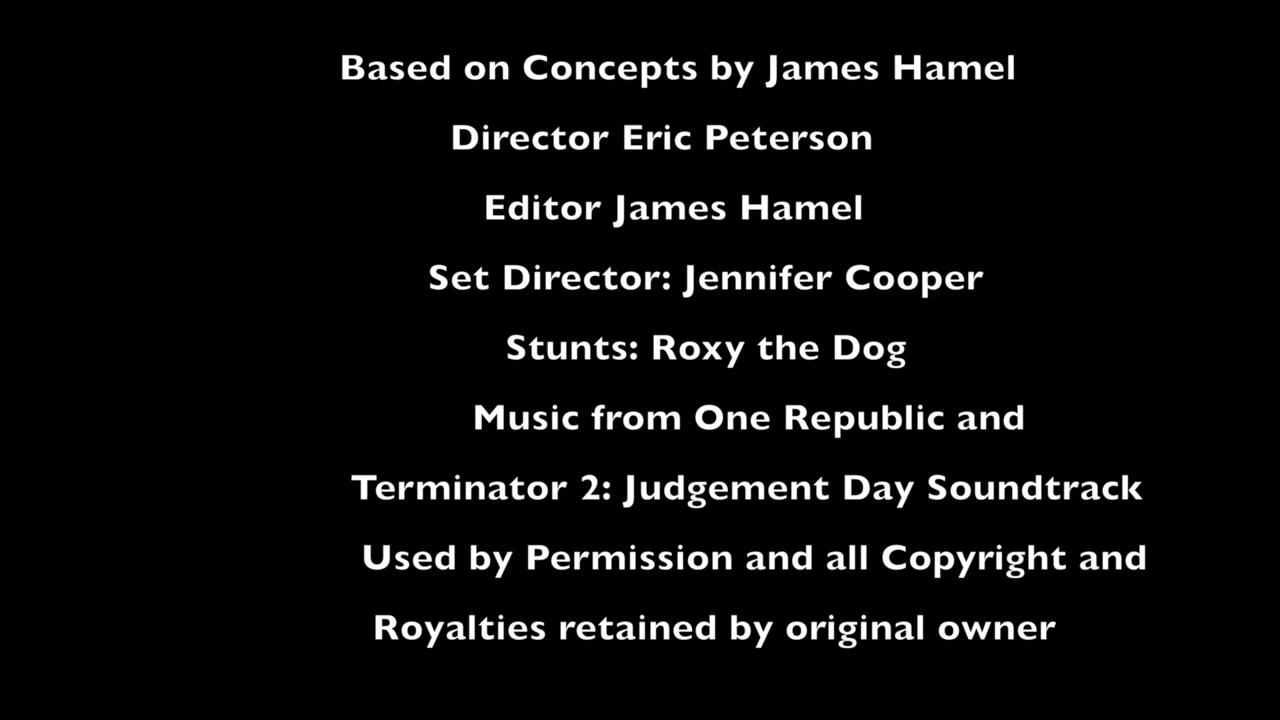 Based on Concepts by James Hamel
Director Eric Peterson
Editor James Hamel
Set Director: Jennifer Cooper
Stunts: Roxy the Dog
Music from One Republic and
Terminator 2: Judgement Day Soundtrack
Used by Permission and all Copyright and
Royalties retained by original owner